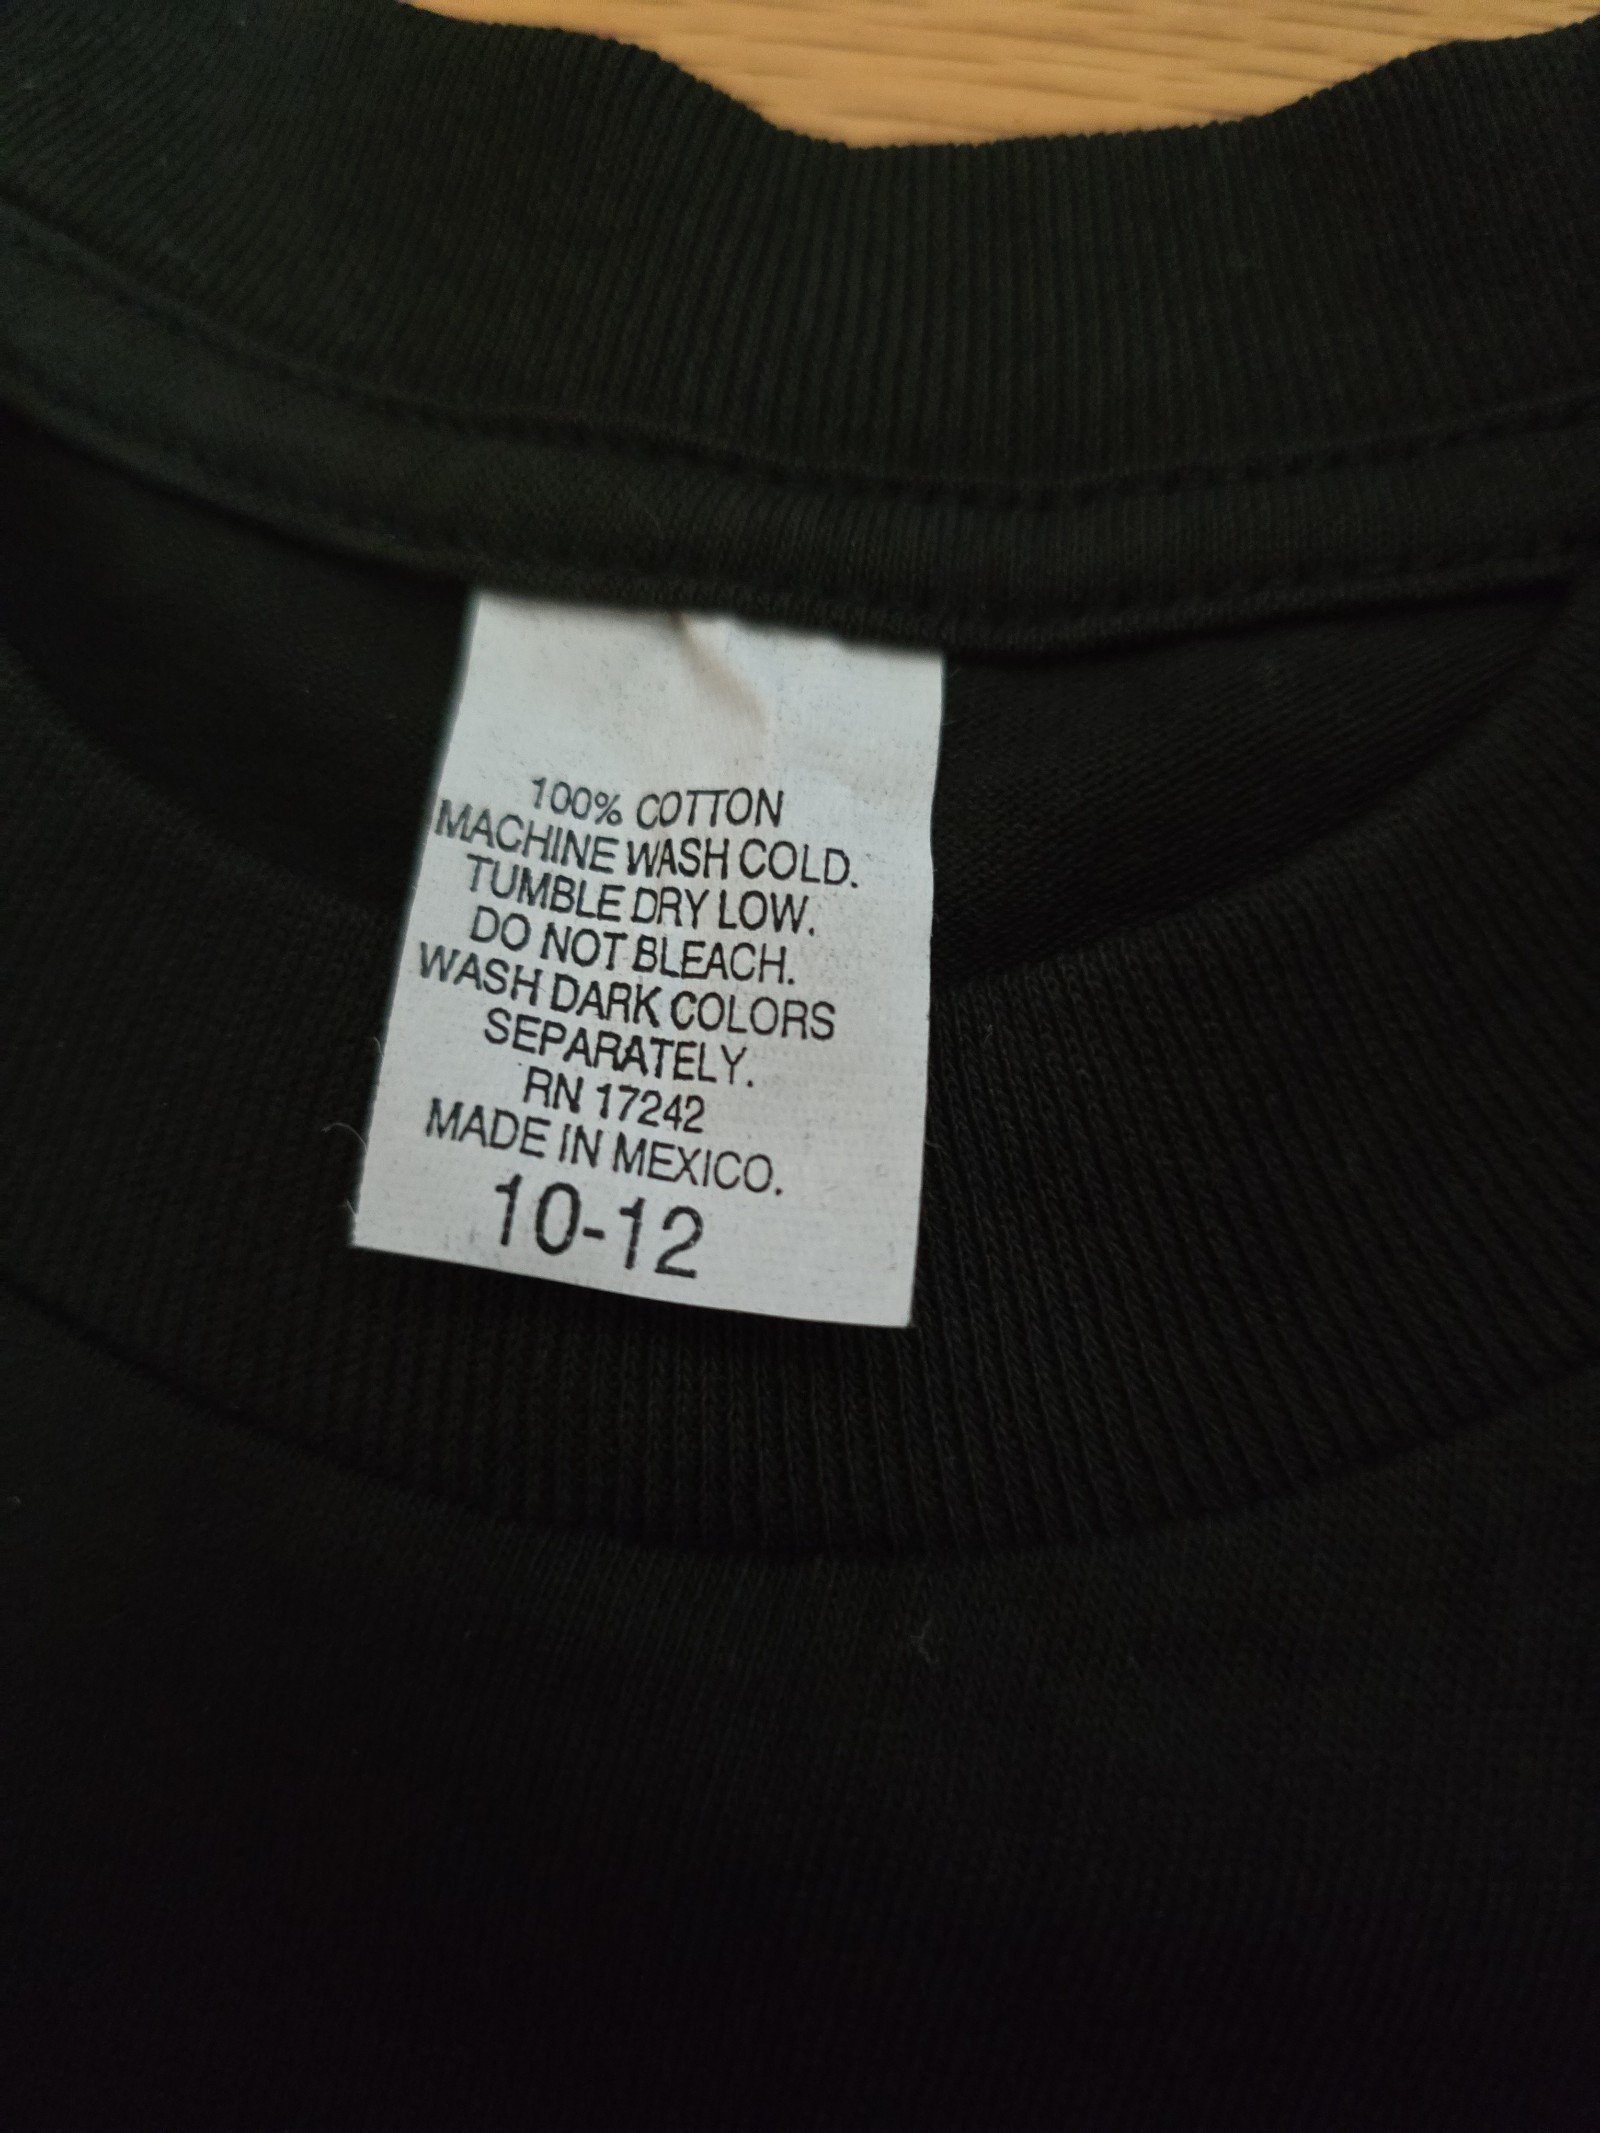 100% COTTON
MACHINE WASH COLD.
TUMBLE DRY LOW.
DO NOT BLEACH.
WASH DARK COLORS
SEPARATELY.
RN 17242
MADE IN MEXICO.
10-12